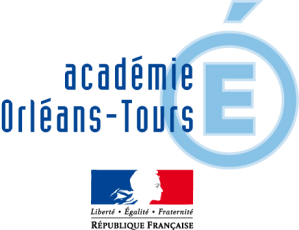 académie
Orléans-Tours
É
Liberté • Égalité • Fraternité
RÉPUBLIQUE FRANÇAISE